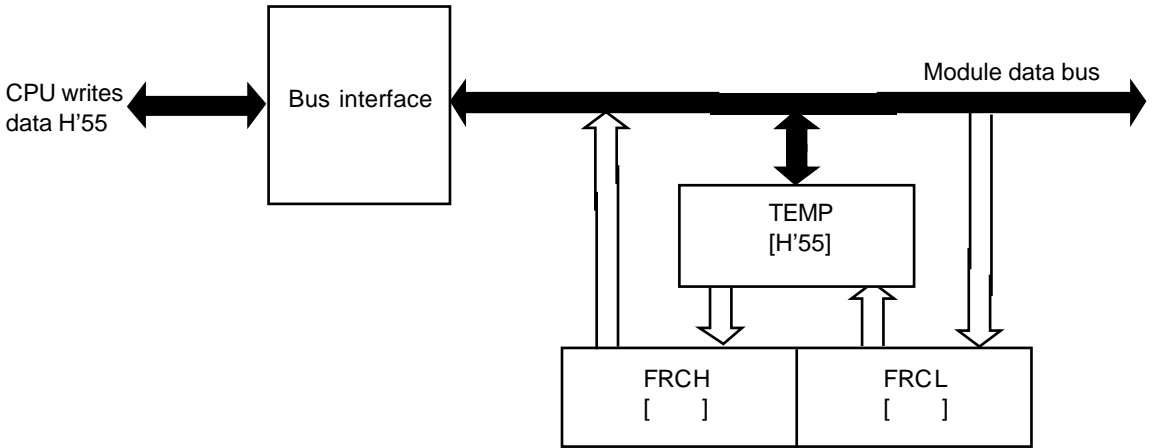 CPU writes
data H'55
Bus interface
Module data bus
TEMP
[H'55]
FRCH
[ ]
FRCL
[ ]